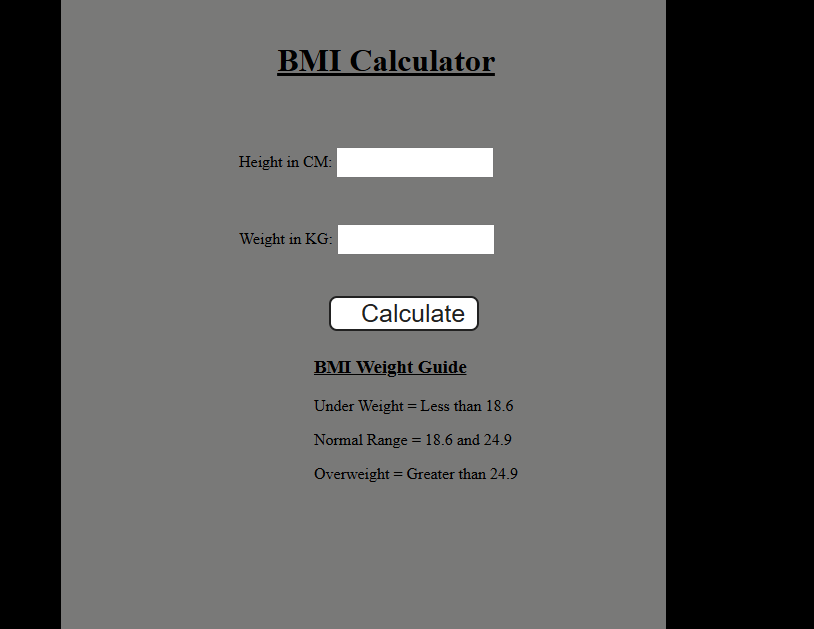 BMI Calculator
Height in CM:
Weight in KG:
Calculate
BMI Weight Guide
Under Weight = Less than 18.6
Normal Range = 18.6 and 24.9
Overweight = Greater than 24.9